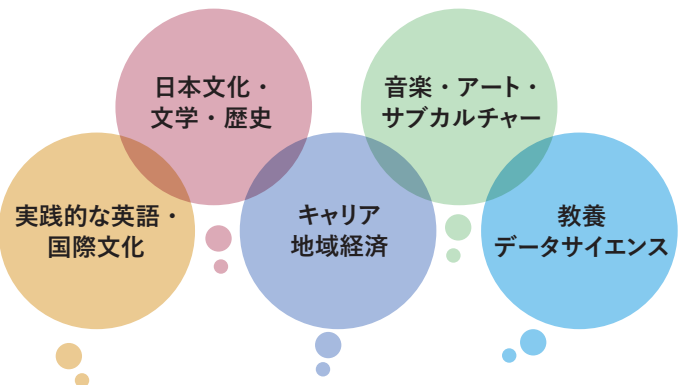 日本文化・
文学・歴史
音楽・アート・
サブカルチャー
実践的な英語・
国際文化
キャリア
地域経済
教養
データサイエンス